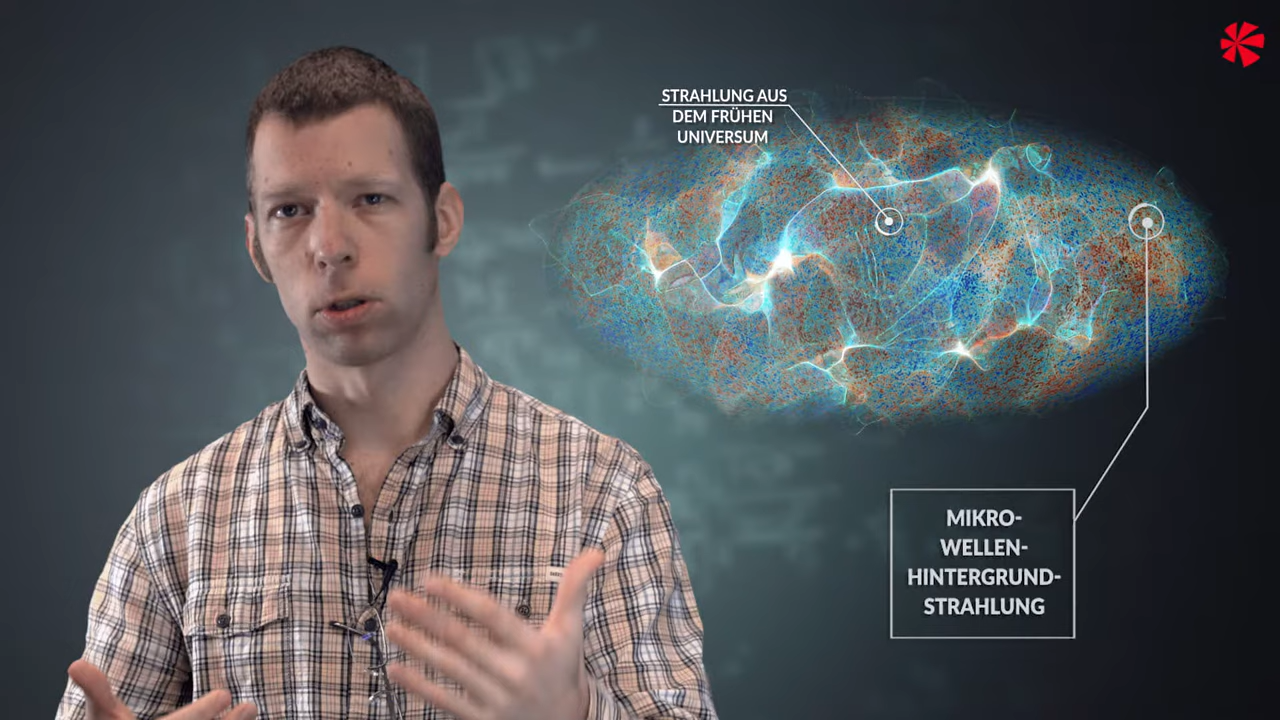 STRAHLUNG AUS
DEM FRÜHEN
UNIVERSUM
MIKRO-
WELLEN-
HINTERGRUND-
STRAHLUNG